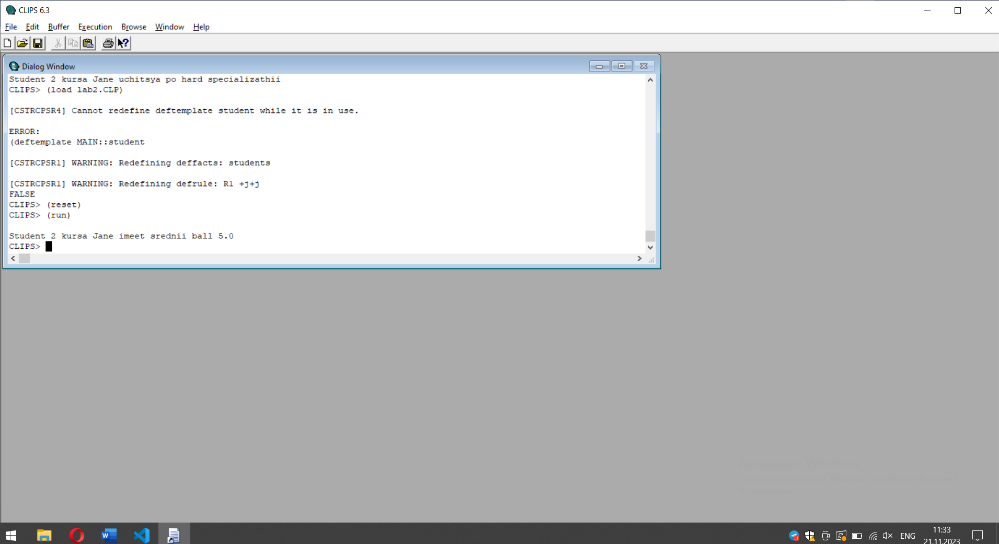 CLIPS 6.3
File Edit Buffer Execution Browse Window Help
Dialog Window
Student 2 kursa Jane uchitsya po hard specializathii
CLIPS> (load lab2.CLP)
[CSTRCPSR4] Cannot redefine deftemplate student while it is in use.
ERROR:
(deftemplate MAIN::student
[CSTRCPSR1] WARNING: Redefining deffacts: students
[CSTRCPSR1] WARNING: Redefining defrule: R1 +j+j
FALSE
CLIPS> (reset)
CLIPS> (run)
Student 2 kursa Jane imeet srednii ball 5.0
CLIPS>
Активация Windows
ENG
11:33
21.11.2023